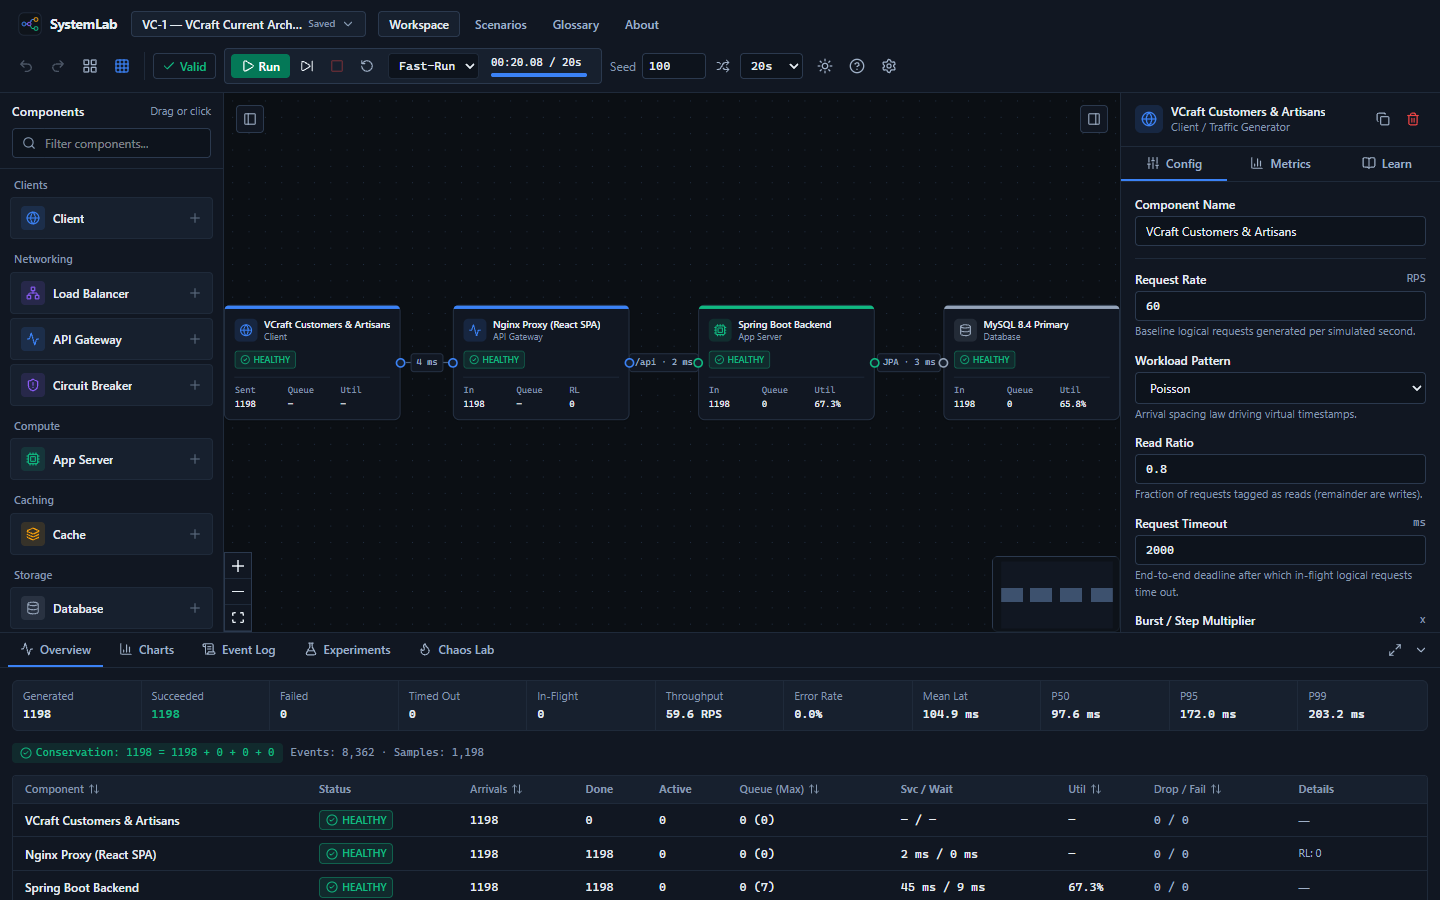 SystemLab
VC-1 — VCraft Current Arch... Saved
Workspace
Scenarios
Glossary
About
Valid
Run
Fast-Run
00:20.08 / 20s
Seed
100
20s
Components
Drag or click
Filter components...
Clients
Client
Networking
Load Balancer
API Gateway
Circuit Breaker
Compute
App Server
Caching
Cache
Storage
Database
VCraft Customers & Artisans
Client
HEALTHY
Sent Queue Util
1198 — —
4 ms
Nginx Proxy (React SPA)
API Gateway
HEALTHY
In Queue RL
1198 — 0
/api · 2 ms
Spring Boot Backend
App Server
HEALTHY
In Queue Util
1198 0 67.3%
JPA · 3 ms
MySQL 8.4 Primary
Database
HEALTHY
In Queue Util
1198 0 65.8%
VCraft Customers & Artisans
Client / Traffic Generator
Config
Metrics
Learn
Component Name
VCraft Customers & Artisans
Request Rate RPS
60
Baseline logical requests generated per simulated second.
Workload Pattern
Poisson
Arrival spacing law driving virtual timestamps.
Read Ratio
0.8
Fraction of requests tagged as reads (remainder are writes).
Request Timeout ms
2000
End-to-end deadline after which in-flight logical requests
time out.
Burst / Step Multiplier x
Overview
Charts
Event Log
Experiments
Chaos Lab
Generated Succeeded Failed Timed Out In-Flight Throughput Error Rate Mean Lat P50 P95 P99
1198 1198 0 0 0 59.6 RPS 0.0% 104.9 ms 97.6 ms 172.0 ms 203.2 ms
Conservation: 1198 = 1198 + 0 + 0 + 0 Events: 8,362 · Samples: 1,198
Component Status Arrivals Done Active Queue (Max) Svc / Wait Util Drop / Fail Details
VCraft Customers & Artisans HEALTHY 1198 0 0 0 (0) — / — — 0 / 0 —
Nginx Proxy (React SPA) HEALTHY 1198 1198 0 0 (0) 2 ms / 0 ms — 0 / 0 RL: 0
Spring Boot Backend HEALTHY 1198 1198 0 0 (7) 45 ms / 9 ms 67.3% 0 / 0 —